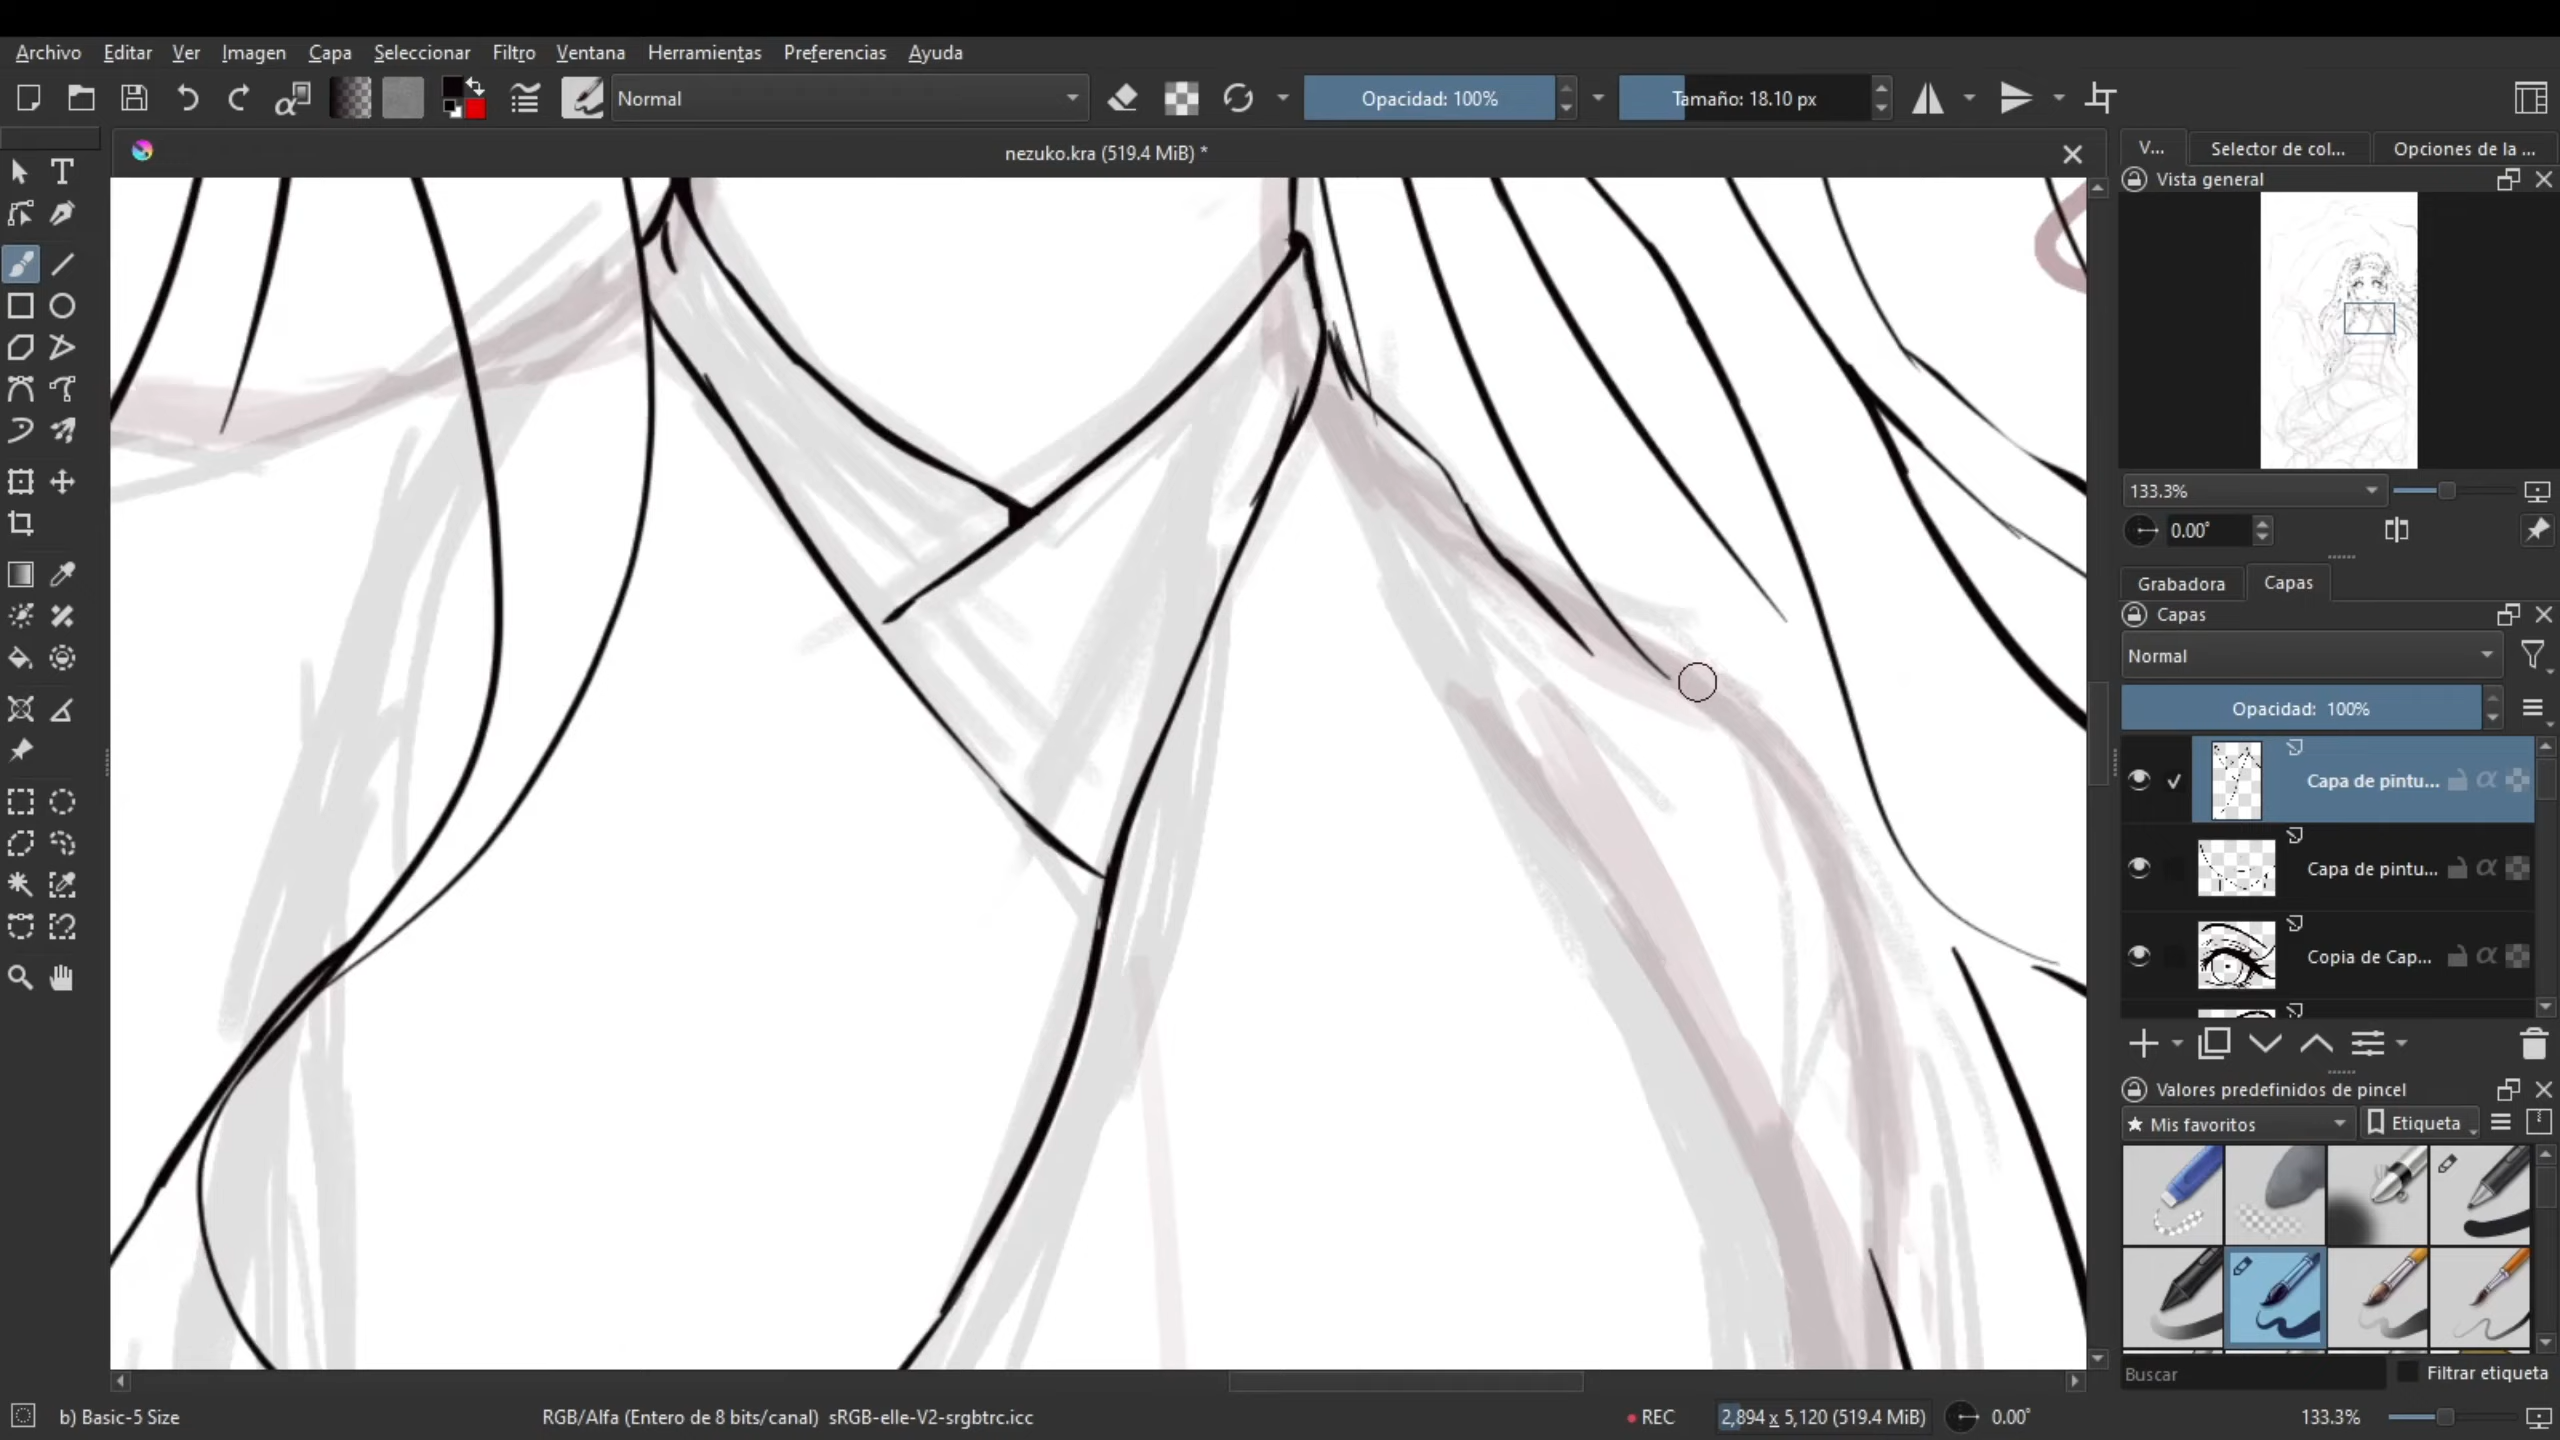 Archivo Editar Ver Imagen Capa Seleccionar Filtro Ventana Herramientas Preferencias Ayuda
Normal Opacidad: 100% Tamaño: 18.10 px
nezuko.kra (519.4 MiB) *
V... Selector de col... Opciones de la ...
Vista general
133.3%
0.00°
Grabadora Capas
Capas
Normal
Opacidad: 100%
Capa de pintu...
Capa de pintu...
Copia de Cap...
Valores predefinidos de pincel
★ Mis favoritos Etiqueta
Buscar Filtrar etiqueta
b) Basic-5 Size RGB/Alfa (Entero de 8 bits/canal) sRGB-elle-V2-srgbtrc.icc REC 2,894 x 5,120 (519.4 MiB) 0.00° 133.3%